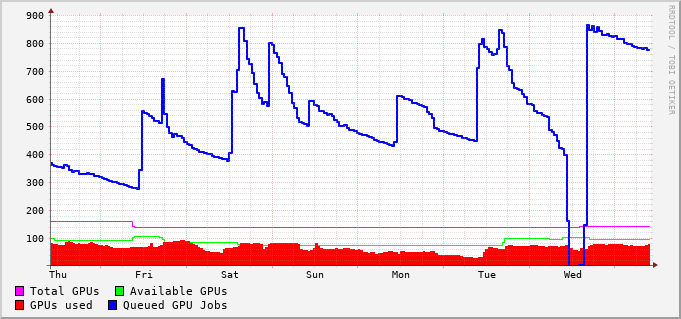 900
800
700
600
500
400
300
200
100
Thu Fri Sat Sun Mon Tue Wed
Total GPUs Available GPUs
GPUs used Queued GPU Jobs
RRDTOOL / TOBI OETIKER